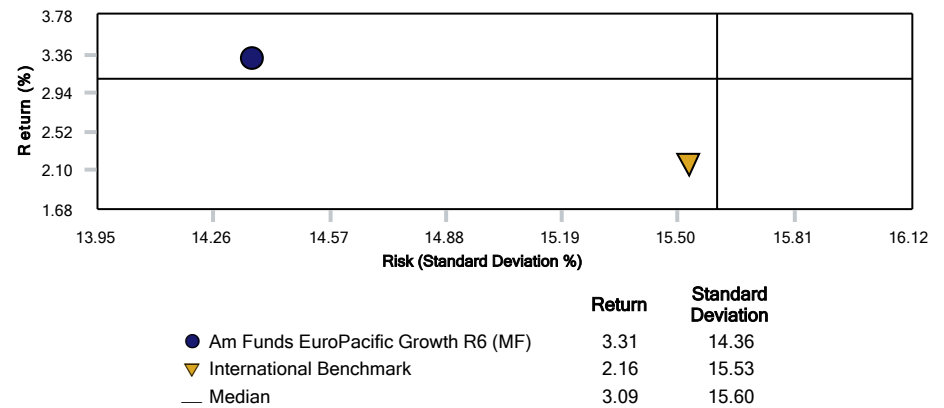 3.78
3.36
2.94
2.52
2.10
1.68
Return (%)
13.95 14.26 14.57 14.88 15.19 15.50 15.81 16.12
Risk (Standard Deviation %)
Return Standard Deviation
Am Funds EuroPacific Growth R6 (MF) 3.31 14.36
International Benchmark 2.16 15.53
Median 3.09 15.60